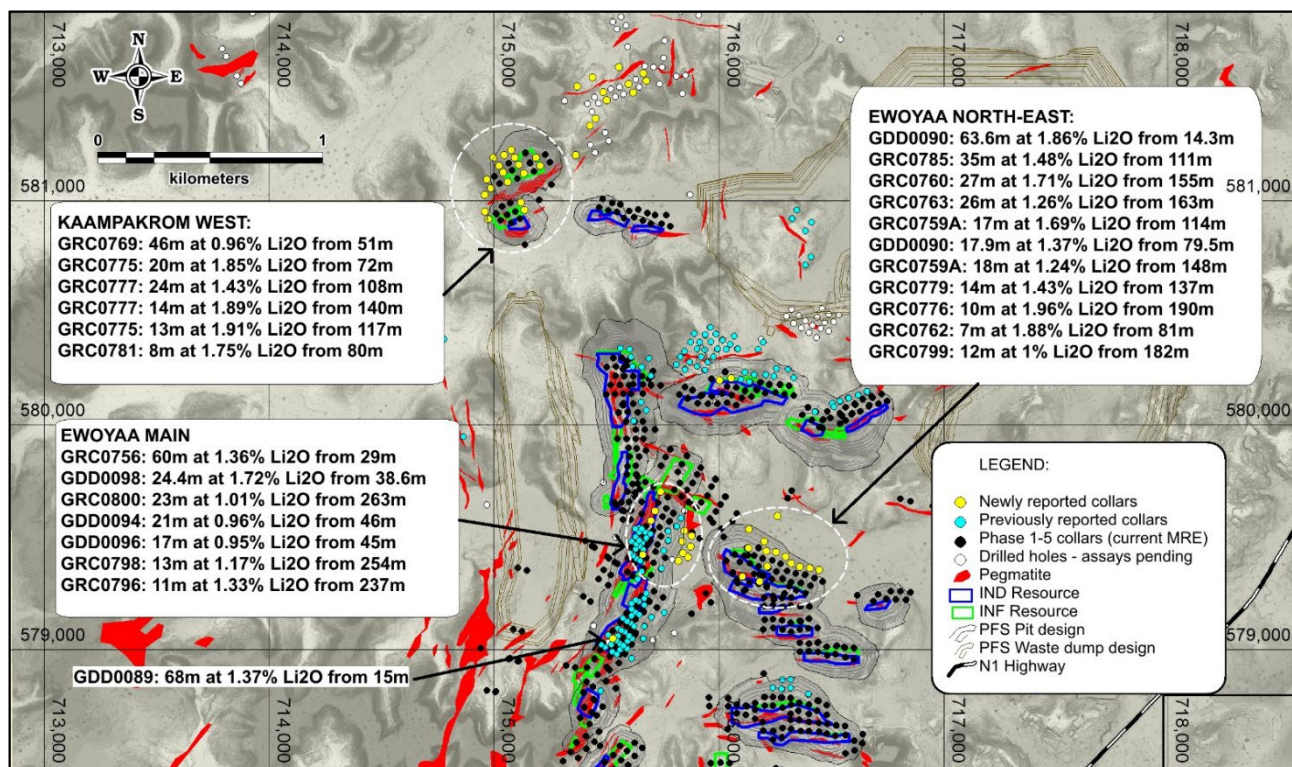 713,000
714,000
715,000
716,000
717,000
718,000
N
W E
S
0 1
kilometers
581,000
581,000
KAAMPAKROM WEST:
GRC0769: 46m at 0.96% Li2O from 51m
GRC0775: 20m at 1.85% Li2O from 72m
GRC0777: 24m at 1.43% Li2O from 108m
GRC0777: 14m at 1.89% Li2O from 140m
GRC0775: 13m at 1.91% Li2O from 117m
GRC0781: 8m at 1.75% Li2O from 80m
EWOYAA NORTH-EAST:
GDD0090: 63.6m at 1.86% Li2O from 14.3m
GRC0785: 35m at 1.48% Li2O from 111m
GRC0760: 27m at 1.71% Li2O from 155m
GRC0763: 26m at 1.26% Li2O from 163m
GRC0759A: 17m at 1.69% Li2O from 114m
GDD0090: 17.9m at 1.37% Li2O from 79.5m
GRC0759A: 18m at 1.24% Li2O from 148m
GRC0779: 14m at 1.43% Li2O from 137m
GRC0776: 10m at 1.96% Li2O from 190m
GRC0762: 7m at 1.88% Li2O from 81m
GRC0799: 12m at 1% Li2O from 182m
580,000
580,000
EWOYAA MAIN
GRC0756: 60m at 1.36% Li2O from 29m
GDD0098: 24.4m at 1.72% Li2O from 38.6m
GRC0800: 23m at 1.01% Li2O from 263m
GDD0094: 21m at 0.96% Li2O from 46m
GDD0096: 17m at 0.95% Li2O from 45m
GRC0798: 13m at 1.17% Li2O from 254m
GRC0796: 11m at 1.33% Li2O from 237m
LEGEND:
Newly reported collars
Previously reported collars
Phase 1-5 collars (current MRE)
Drilled holes - assays pending
Pegmatite
IND Resource
INF Resource
PFS Pit design
PFS Waste dump design
N1 Highway
579,000
579,000
GDD0089: 68m at 1.37% Li2O from 15m
713,000
714,000
715,000
716,000
717,000
718,000